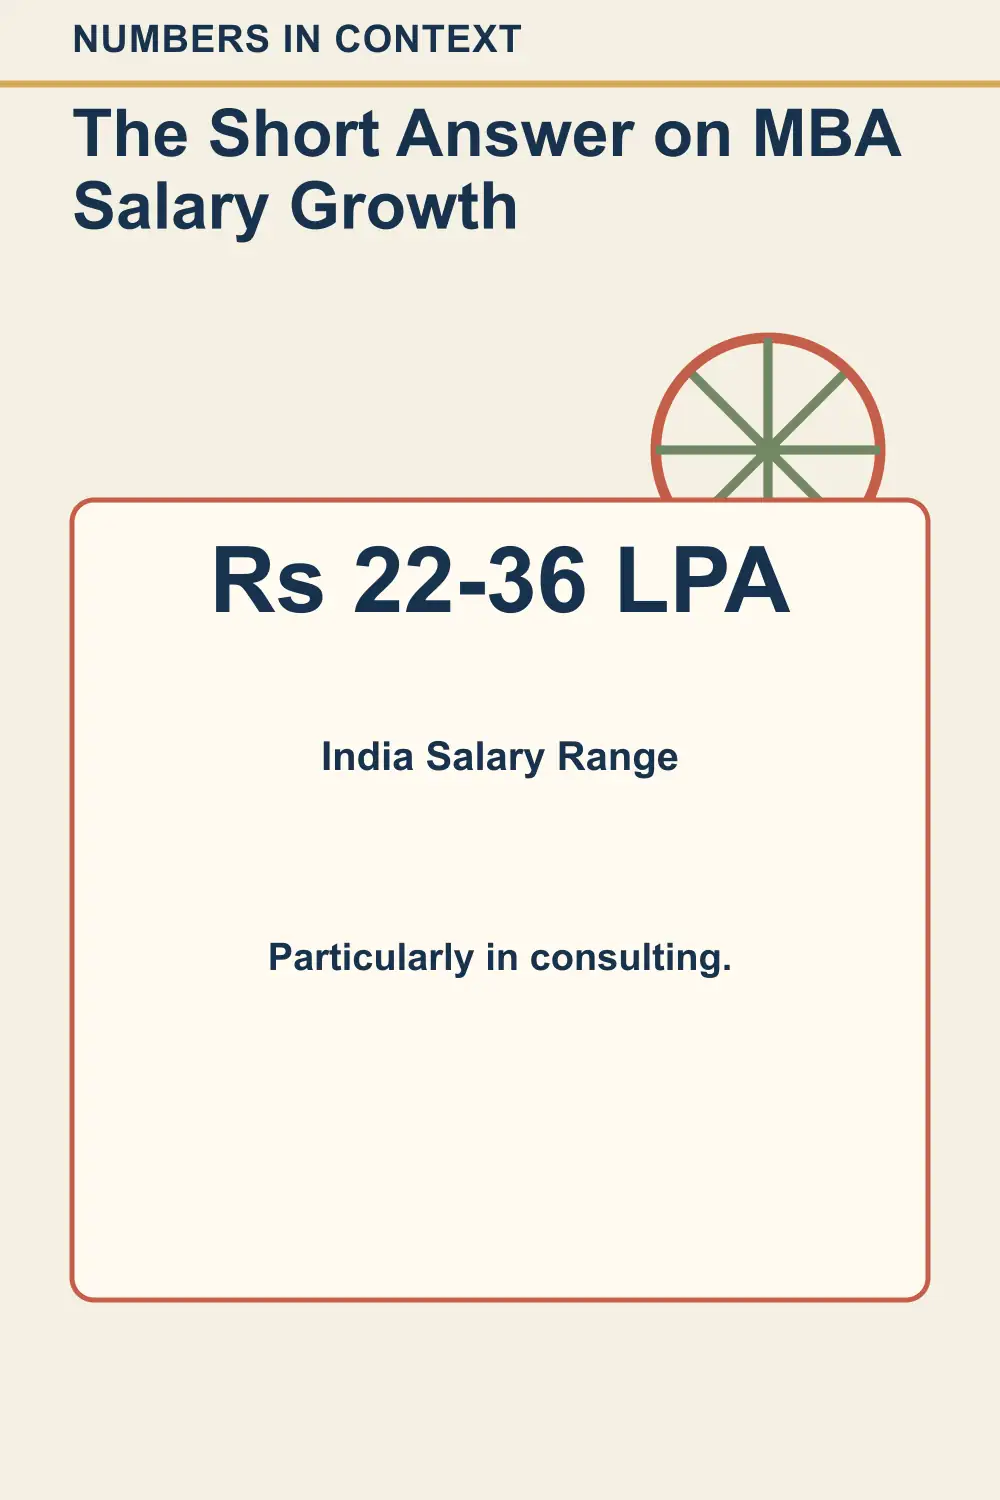 NUMBERS IN CONTEXT
The Short Answer on MBA
Salary Growth
Rs 22-36 LPA
India Salary Range
Particularly in consulting.